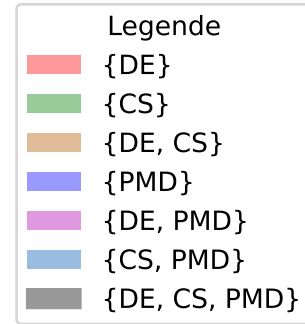 Legende
{DE}
{CS}
{DE, CS}
{PMD}
{DE, PMD}
{CS, PMD}
{DE, CS, PMD}